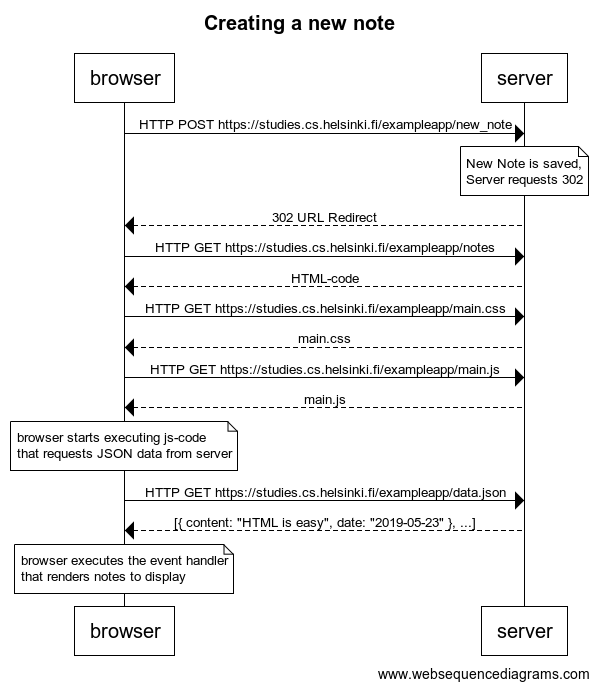 Creating a new note
browser
server
HTTP POST https://studies.cs.helsinki.fi/exampleapp/new_note
New Note is saved,
Server requests 302
302 URL Redirect
HTTP GET https://studies.cs.helsinki.fi/exampleapp/notes
HTML-code
HTTP GET https://studies.cs.helsinki.fi/exampleapp/main.css
main.css
HTTP GET https://studies.cs.helsinki.fi/exampleapp/main.js
main.js
browser starts executing js-code
that requests JSON data from server
HTTP GET https://studies.cs.helsinki.fi/exampleapp/data.json
[{ content: "HTML is easy", date: "2019-05-23" }, ...]
browser executes the event handler
that renders notes to display
browser
server
www.websequencediagrams.com